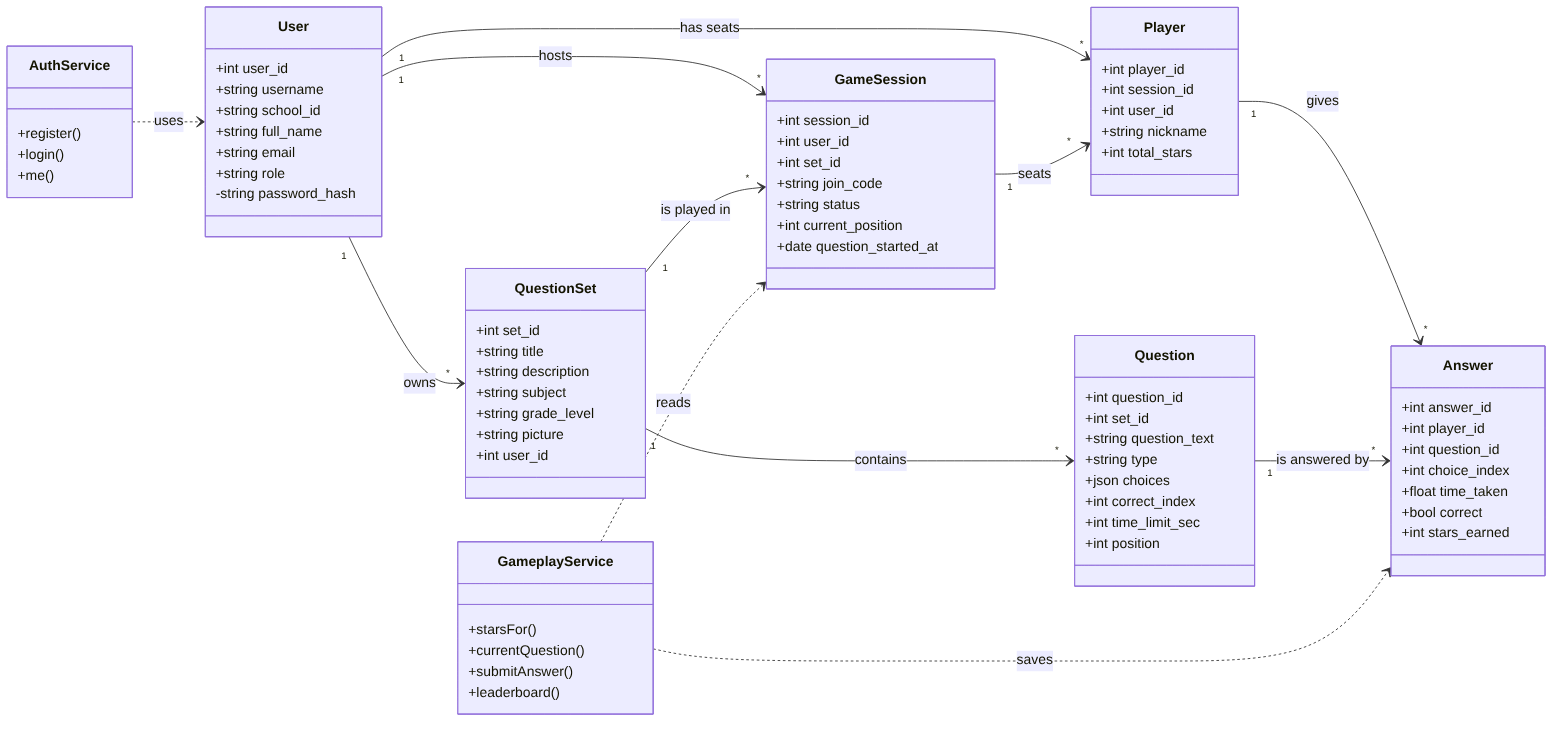 AuthService
+register()
+login()
+me()
uses
User
+int user_id
+string username
+string school_id
+string full_name
+string email
+string role
-string password_hash
1
has seats
*
1
hosts
*
1
owns
*
QuestionSet
+int set_id
+string title
+string description
+string subject
+string grade_level
+string picture
+int user_id
1
is played in
*
1
contains
*
GameplayService
+starsFor()
+currentQuestion()
+submitAnswer()
+leaderboard()
reads
saves
GameSession
+int session_id
+int user_id
+int set_id
+string join_code
+string status
+int current_position
+date question_started_at
1
seats
*
Player
+int player_id
+int session_id
+int user_id
+string nickname
+int total_stars
1
gives
*
Question
+int question_id
+int set_id
+string question_text
+string type
+json choices
+int correct_index
+int time_limit_sec
+int position
1
is answered by
*
Answer
+int answer_id
+int player_id
+int question_id
+int choice_index
+float time_taken
+bool correct
+int stars_earned